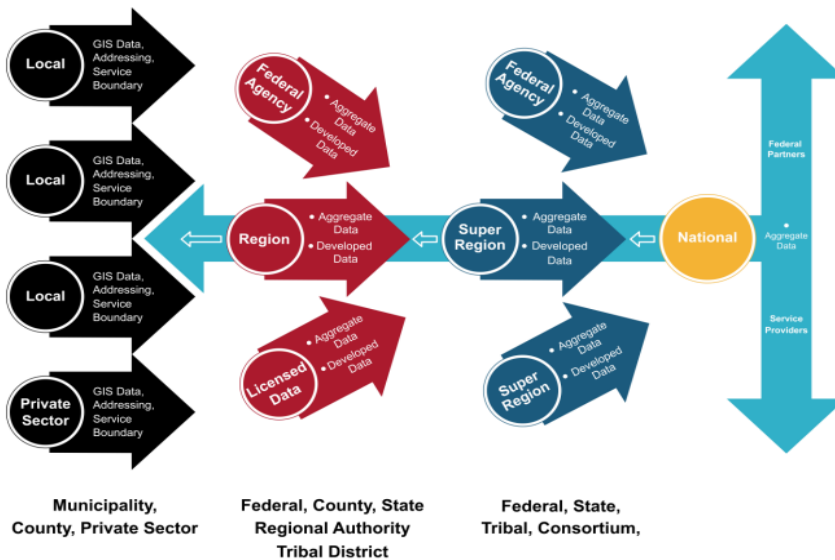 Local
GIS Data,
Addressing,
Service
Boundary
Local
GIS Data,
Addressing,
Service
Boundary
Local
GIS Data,
Addressing,
Service
Boundary
Private
Sector
GIS Data,
Addressing,
Service
Boundary
Municipality,
County, Private Sector
Federal
Agency
• Aggregate
Data
• Developed
Data
Region
• Aggregate
Data
• Developed
Data
Licensed
Data
• Aggregate
Data
• Developed
Data
Federal, County, State
Regional Authority
Tribal District
Federal
Agency
• Aggregate
Data
• Developed
Data
Super
Region
• Aggregate
Data
• Developed
Data
Super
Region
• Aggregate
Data
• Developed
Data
Federal, State,
Tribal, Consortium,
National
Federal
Partners
• Aggregate
Data
Service
Providers